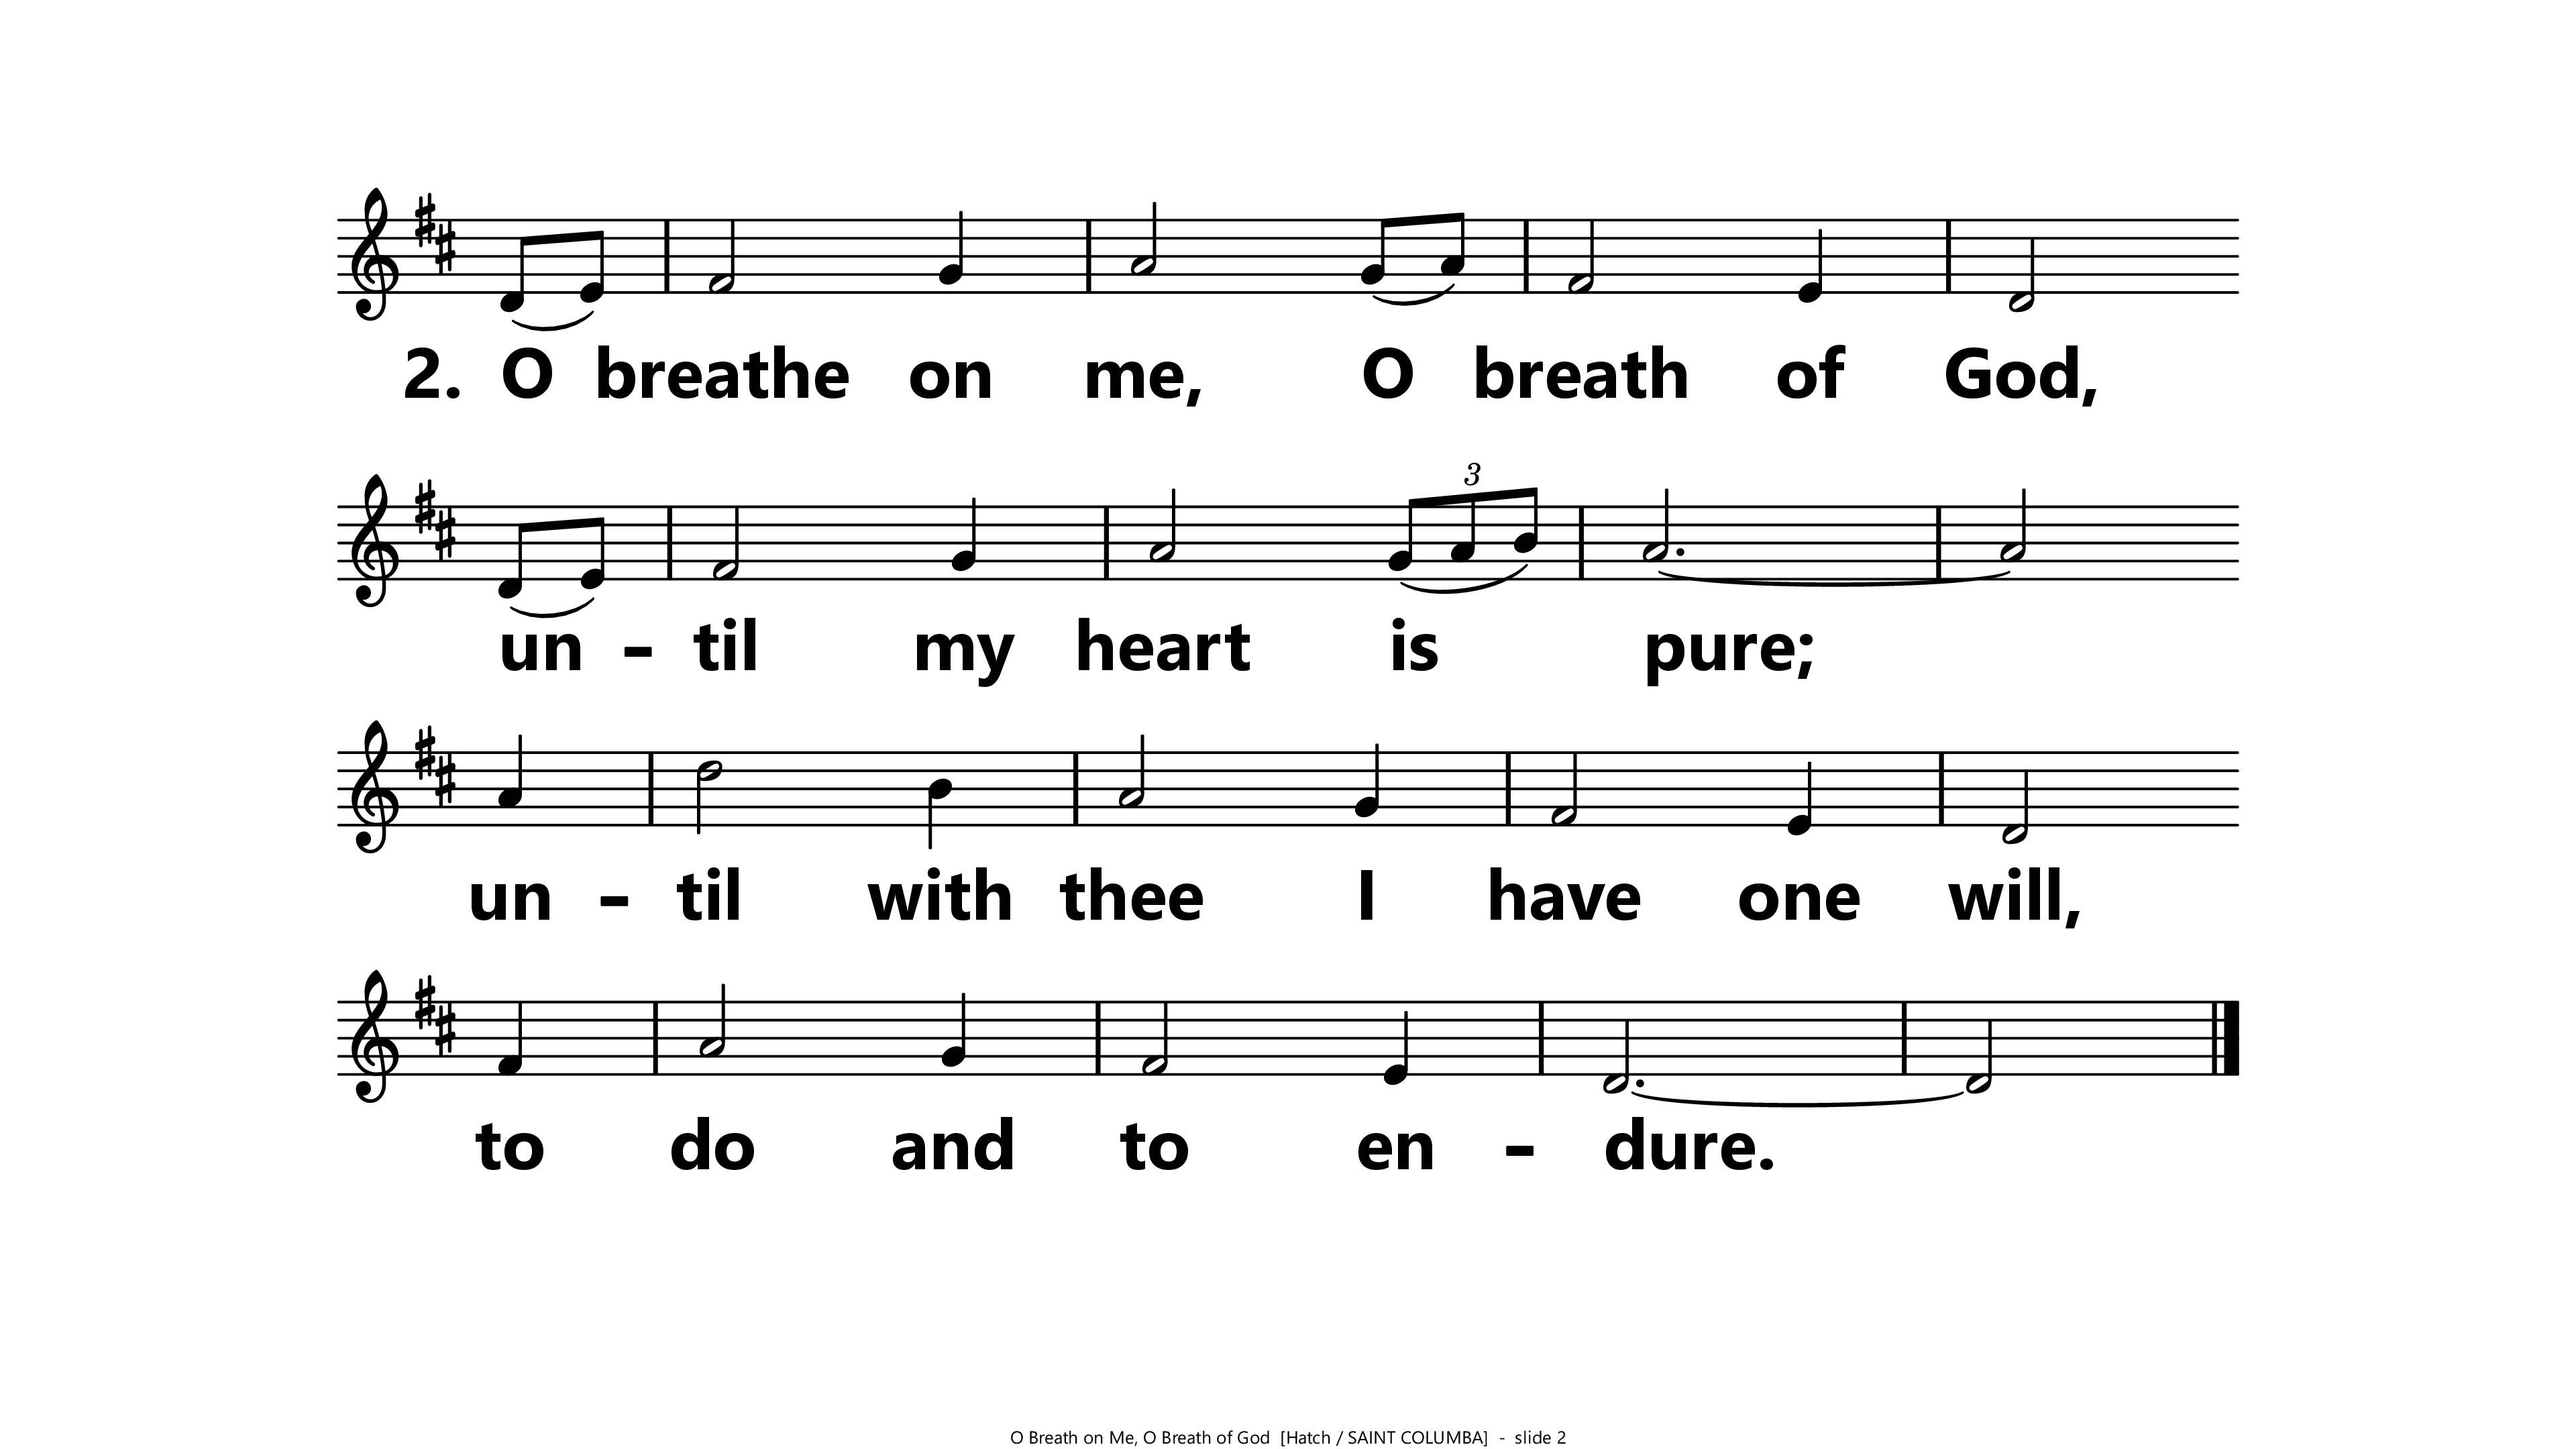 2. O breathe on me, O breath of God,
3
un - til my heart is pure;
un - til with thee I have one will,
to do and to en - dure.
O Breath on Me, O Breath of God [Hatch / SAINT COLUMBA] - slide 2